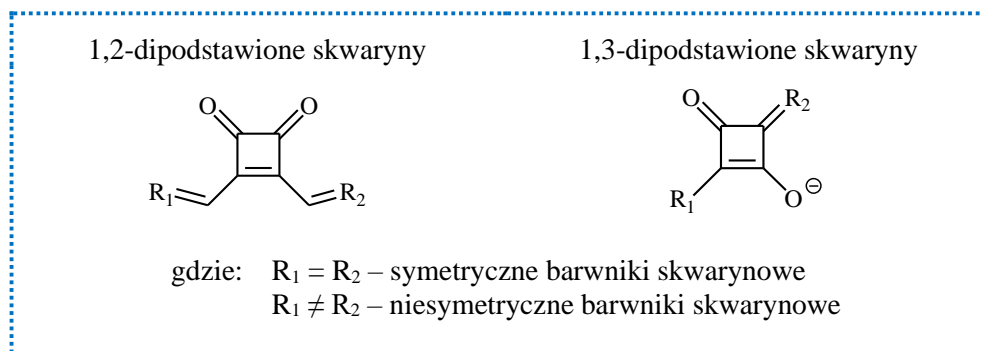 1,2-dipodstawione skwaryny
1,3-dipodstawione skwaryny
O O
R₁ R₂
O R₂
R₁ O⊖
gdzie: R₁ = R₂ – symetryczne barwniki skwarynowe
R₁ ≠ R₂ – niesymetryczne barwniki skwarynowe